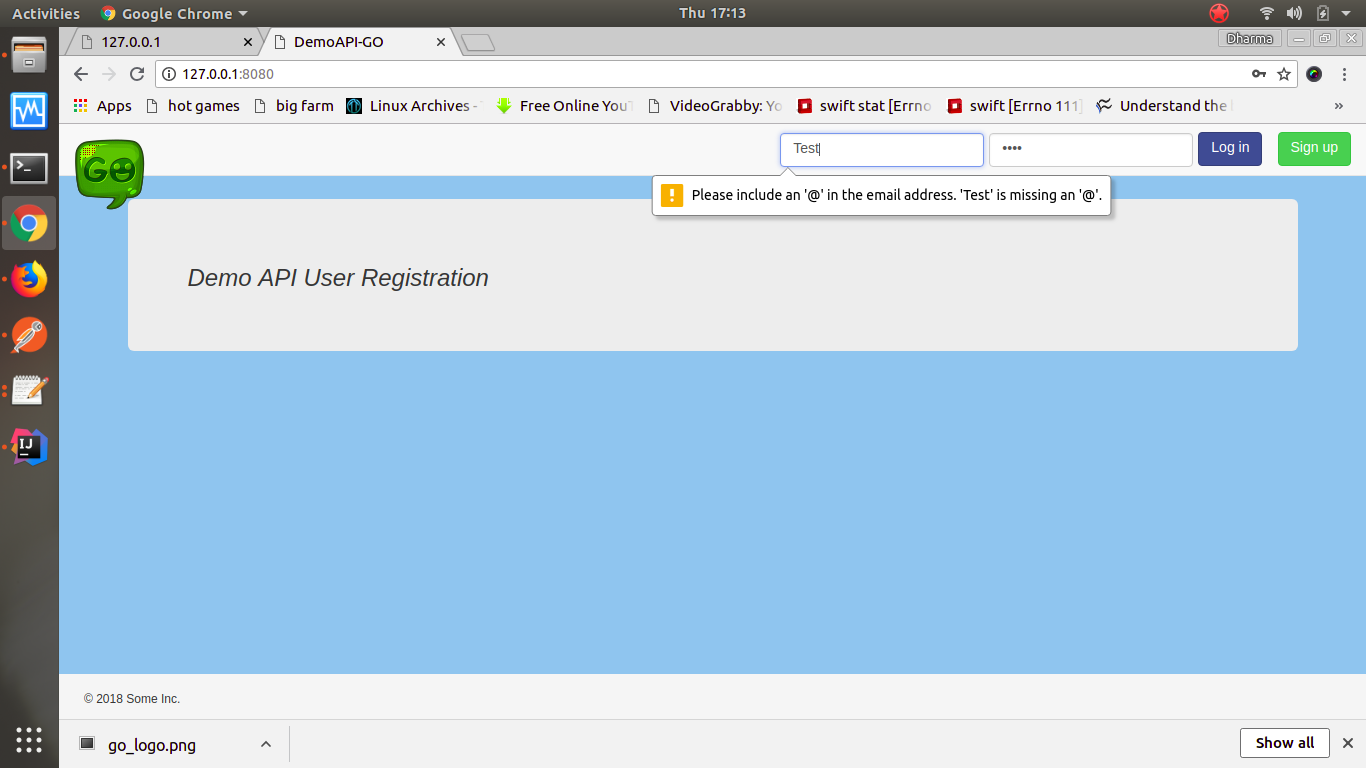 Activities Google Chrome Thu 17:13
127.0.0.1 DemoAPI-GO Dharma
127.0.0.1:8080
Apps hot games big farm Linux Archives - Free Online You VideoGrabby: Yo swift stat [Errno swift [Errno 111] Understand the »
GO
Test •••• Log in Sign up
Please include an '@' in the email address. 'Test' is missing an '@'.
Demo API User Registration
© 2018 Some Inc.
go_logo.png Show all
IJ